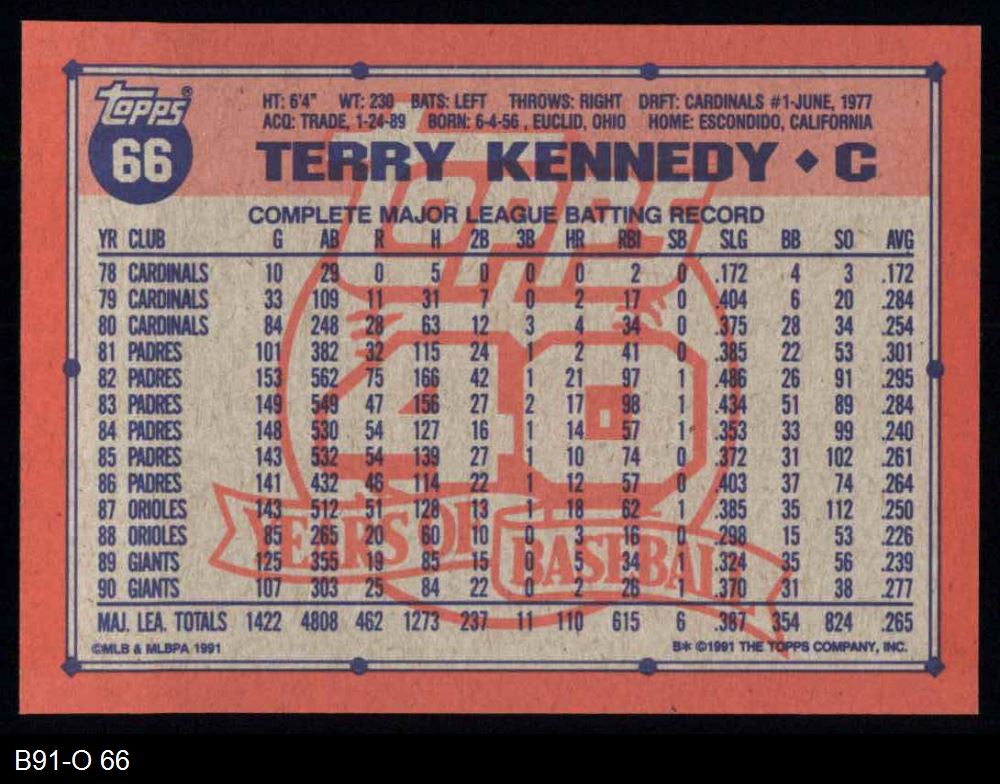 Topps®
66
HT: 6'4" WT: 230 BATS: LEFT THROWS: RIGHT DRFT: CARDINALS #1-JUNE, 1977
ACQ: TRADE, 1-24-89 BORN: 6-4-56 , EUCLID, OHIO HOME: ESCONDIDO, CALIFORNIA
TERRY KENNEDY ◆ C
TOPPS
40
YEARS OF
BASEBALL
COMPLETE MAJOR LEAGUE BATTING RECORD
YR CLUB G AB R H 2B 3B HR RBI SB SLG BB SO AVG
78 CARDINALS 10 29 0 5 0 0 0 2 0 .172 4 3 .172
79 CARDINALS 33 109 11 31 7 0 2 17 0 .404 6 20 .284
80 CARDINALS 84 248 28 63 12 3 4 34 0 .375 28 34 .254
81 PADRES 101 382 32 115 24 1 2 41 0 .385 22 53 .301
82 PADRES 153 562 75 166 42 1 21 97 1 .486 26 91 .295
83 PADRES 149 549 47 156 27 2 17 98 1 .434 51 89 .284
84 PADRES 148 530 54 127 16 1 14 57 1 .353 33 99 .240
85 PADRES 143 532 54 139 27 1 10 74 0 .372 31 102 .261
86 PADRES 141 432 46 114 22 1 12 57 0 .403 37 74 .264
87 ORIOLES 143 512 51 128 13 1 18 62 1 .385 35 112 .250
88 ORIOLES 85 265 20 60 10 0 3 16 0 .298 15 53 .226
89 GIANTS 125 355 19 85 15 0 5 34 1 .324 35 56 .239
90 GIANTS 107 303 25 84 22 0 2 26 1 .370 31 38 .277
MAJ. LEA. TOTALS 1422 4808 462 1273 237 11 110 615 6 .387 354 824 .265
©MLB & MLBPA 1991 B* ©1991 THE TOPPS COMPANY, INC.
B91-O 66